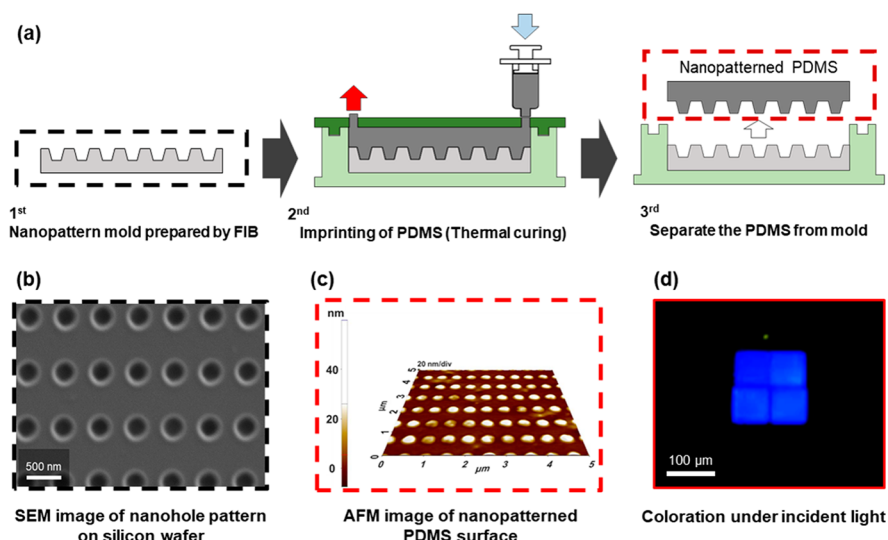 (a)
Nanopatterned PDMS
1st
Nanopattern mold prepared by FIB
2nd
Imprinting of PDMS (Thermal curing)
3rd
Separate the PDMS from mold
(b)
500 nm
SEM image of nanohole pattern
on silicon wafer
(c)
nm
40
20
0
20 nm/div
5
4
3
2
1
0
μm
0
1
2
3
4
5
μm
AFM image of nanopatterned
PDMS surface
(d)
100 μm
Coloration under incident light